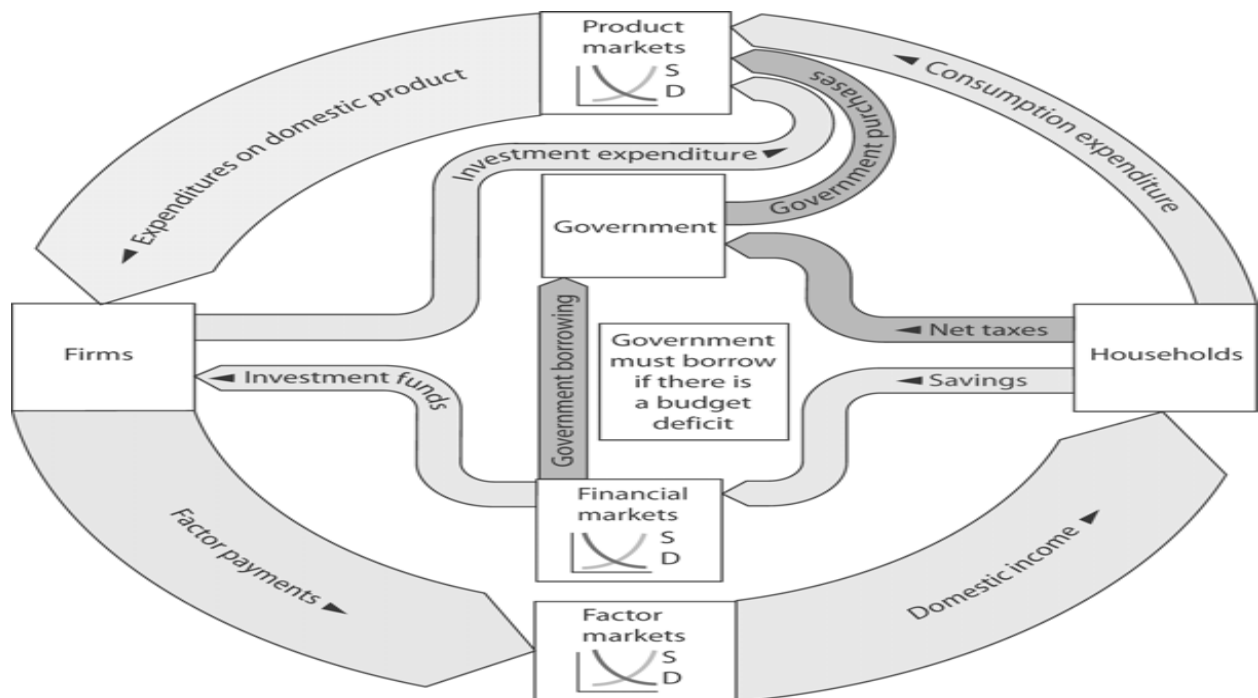 Product
markets
S
D
Consumption expenditure
Government purchases
Expenditures on domestic product
Investment expenditure
Government
Firms
Net taxes
Households
Government borrowing
Government
must borrow
if there is
a budget
deficit
Investment funds
Savings
Financial
markets
S
D
Factor payments
Domestic income
Factor
markets
S
D